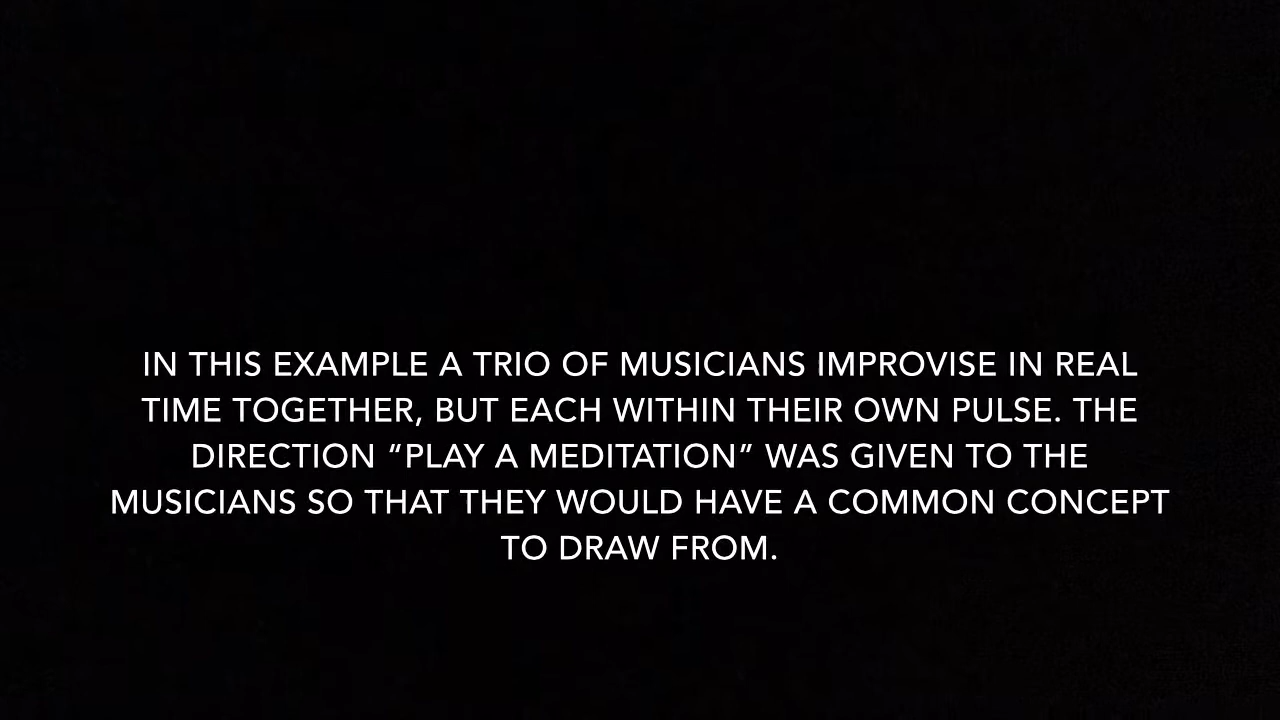 IN THIS EXAMPLE A TRIO OF MUSICIANS IMPROVISE IN REAL
TIME TOGETHER, BUT EACH WITHIN THEIR OWN PULSE. THE
DIRECTION “PLAY A MEDITATION” WAS GIVEN TO THE
MUSICIANS SO THAT THEY WOULD HAVE A COMMON CONCEPT
TO DRAW FROM.